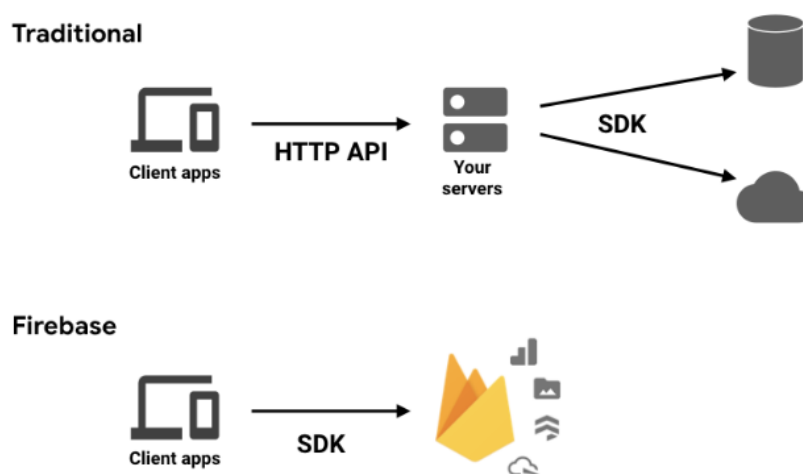 Traditional
SDK
HTTP API
Client apps
Your
servers
Firebase
SDK
Client apps